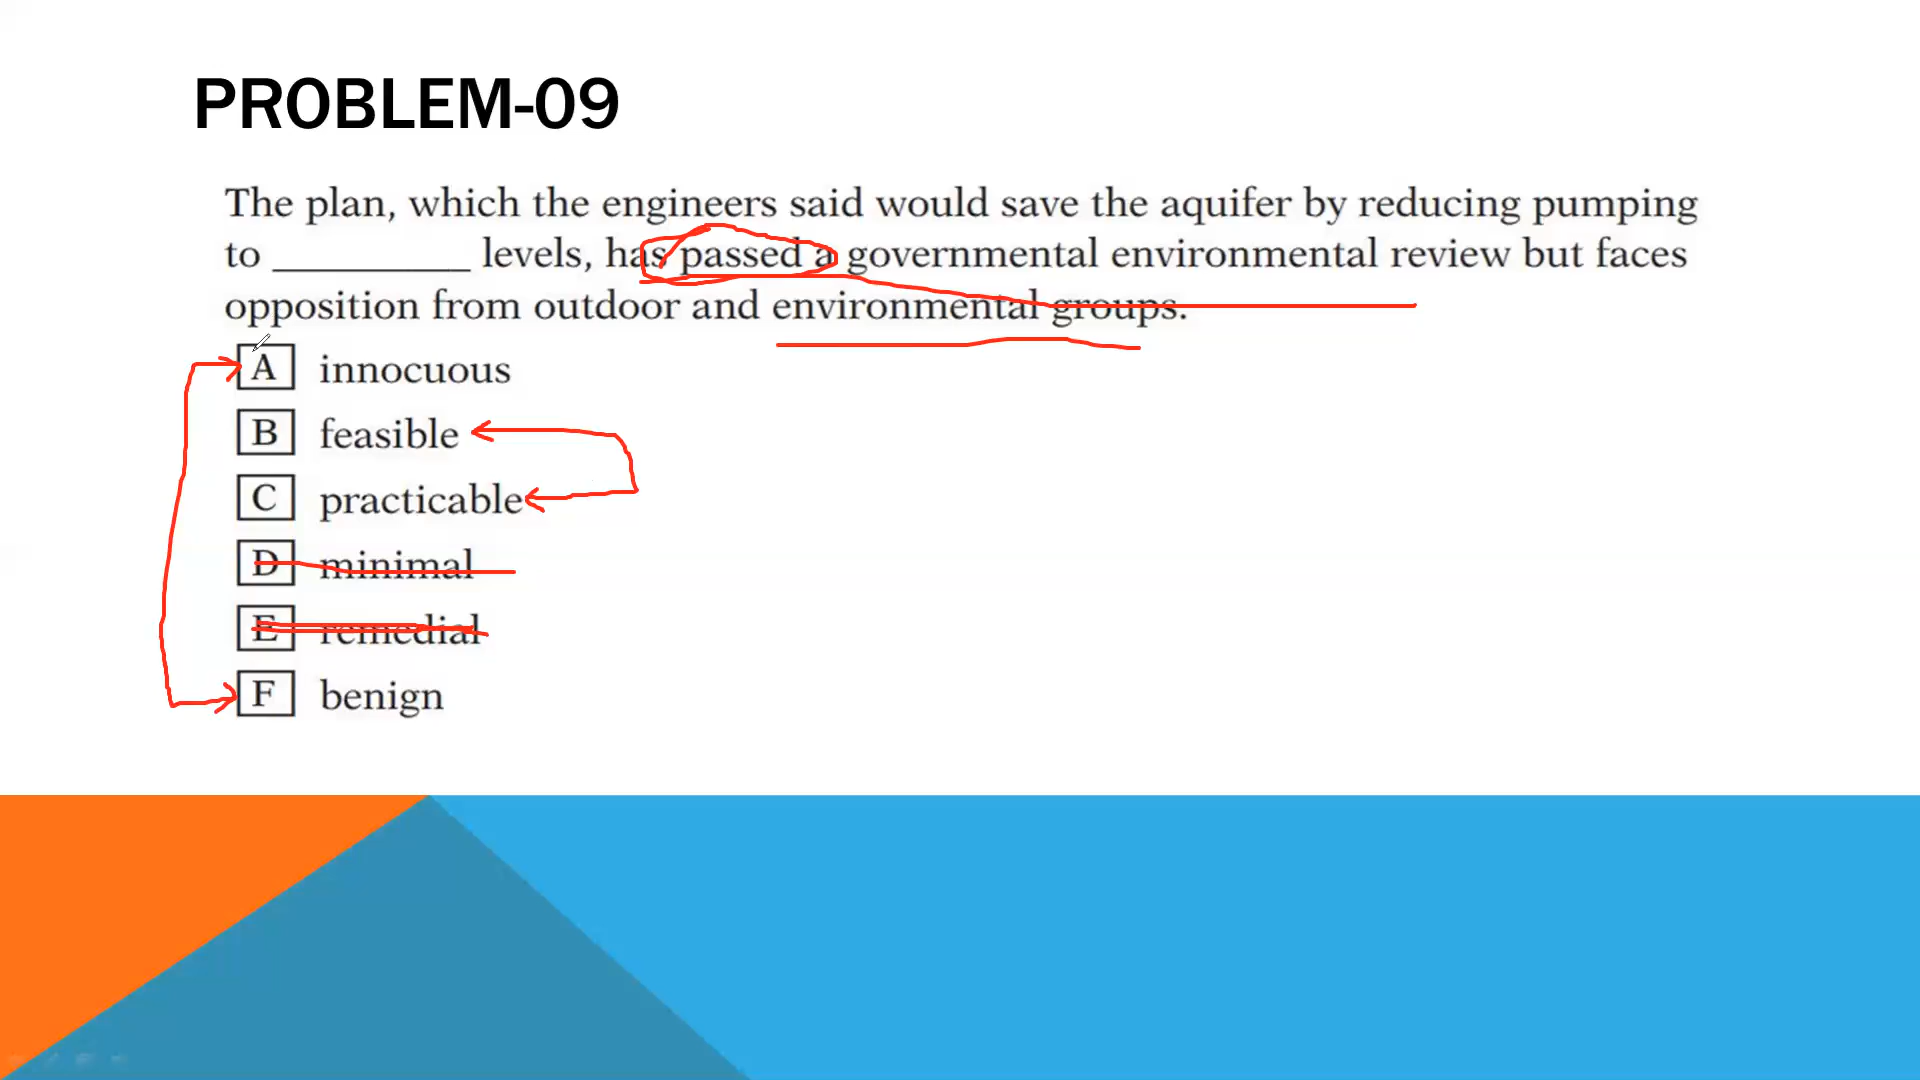 PROBLEM-09
The plan, which the engineers said would save the aquifer by reducing pumping
to __________ levels, has passed a governmental environmental review but faces
opposition from outdoor and environmental groups.
A innocuous
B feasible
C practicable
D minimal
E remedial
F benign